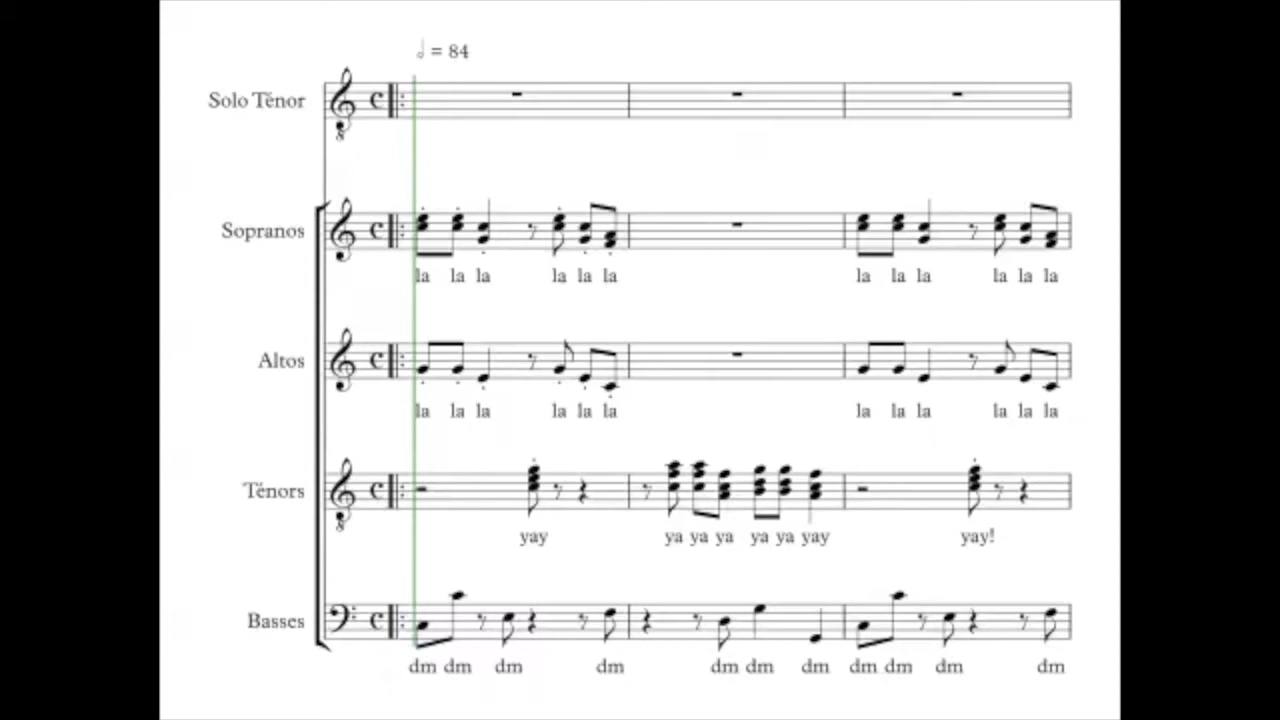 𝅗𝅥 = 84
Solo Ténor
Sopranos
la la la la la la la la la la la la
Altos
la la la la la la la la la la la la
Ténors
yay ya ya ya ya ya yay yay!
Basses
dm dm dm dm dm dm dm dm dm dm dm